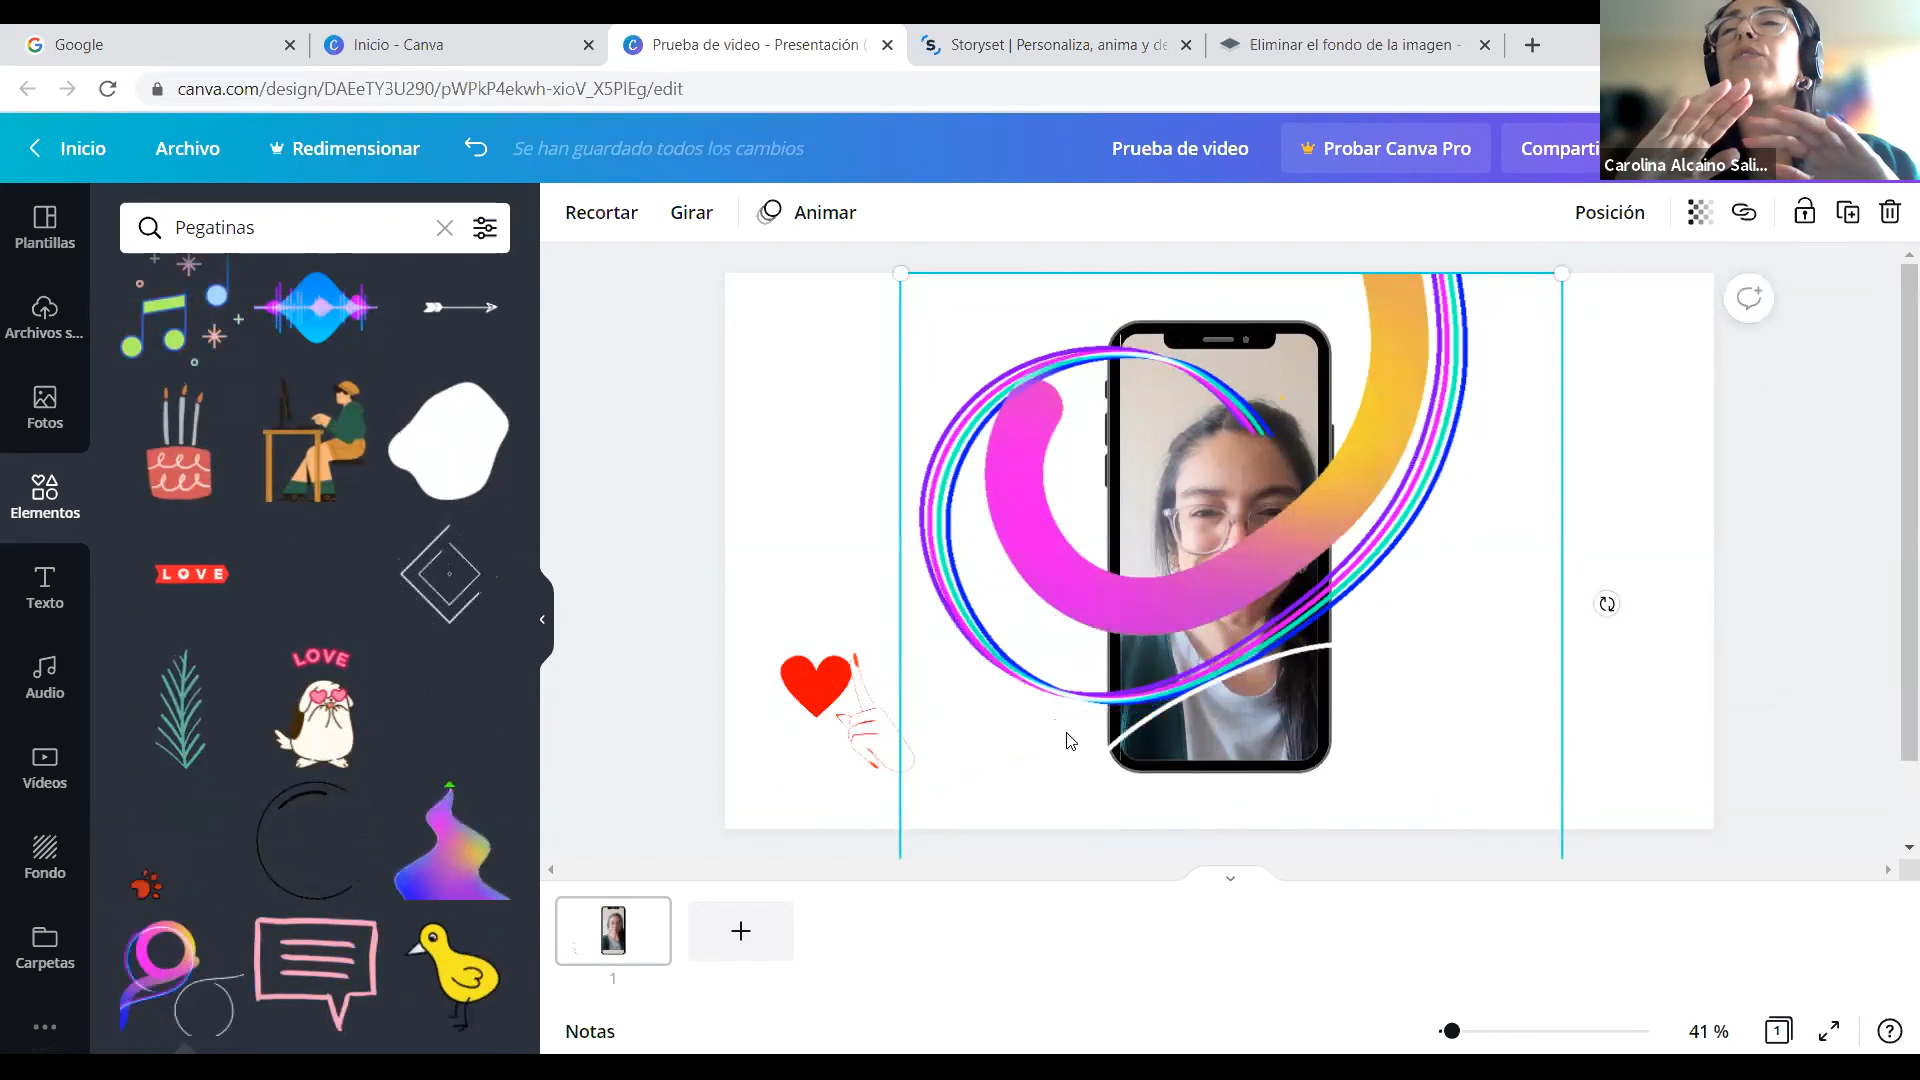 Google
Inicio - Canva
Prueba de video - Presentación (
Storyset | Personaliza, anima y de
Eliminar el fondo de la imagen -
canva.com/design/DAEeTY3U290/pWPkP4ekwh-xioV_X5PIEg/edit
Inicio
Archivo
Redimensionar
Se han guardado todos los cambios
Prueba de video
Probar Canva Pro
Comparti
Carolina Alcaino Sali...
Plantillas
Archivos s...
Fotos
Elementos
Texto
Audio
Vídeos
Fondo
Carpetas
Pegatinas
LOVE
LOVE
Recortar
Girar
Animar
Posición
1
Notas
41 %
1